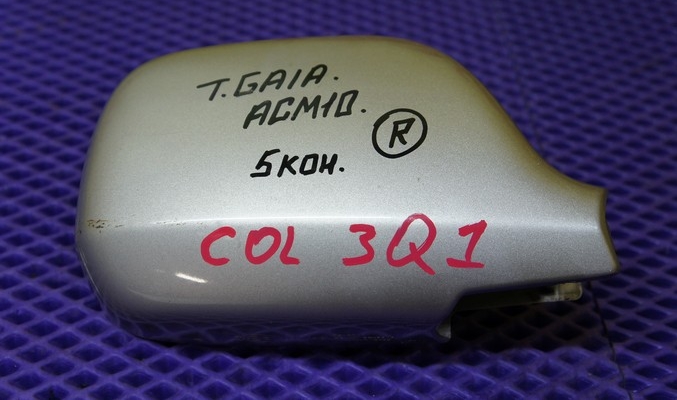 T.GAIA.
ACM10.
R
5кон.
COL 3Q1